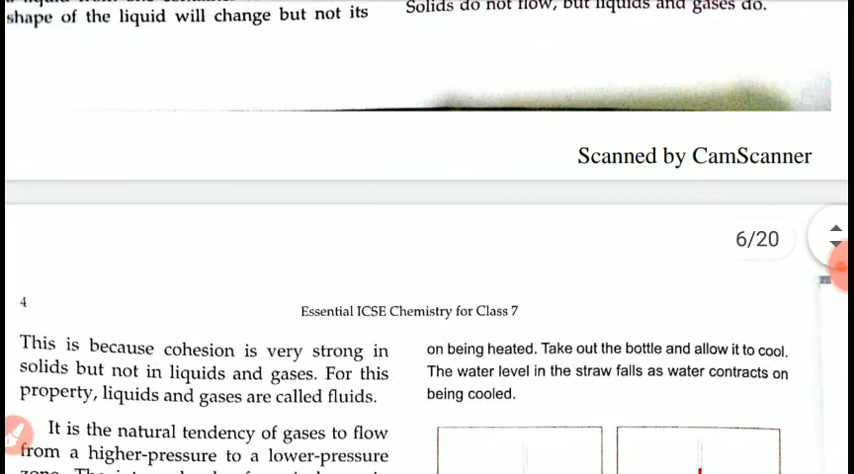 shape of the liquid will change but not its
Solids do not flow, but liquids and gases do.
Scanned by CamScanner
6/20
4
Essential ICSE Chemistry for Class 7
This is because cohesion is very strong in
solids but not in liquids and gases. For this
property, liquids and gases are called fluids.
It is the natural tendency of gases to flow
from a higher-pressure to a lower-pressure
on being heated. Take out the bottle and allow it to cool.
The water level in the straw falls as water contracts on
being cooled.